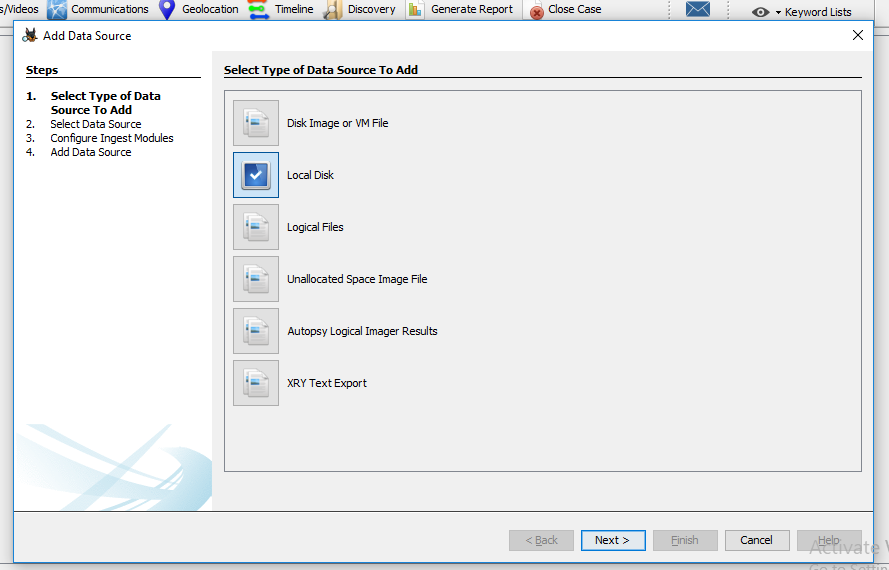 s/Videos Communications Geolocation Timeline Discovery Generate Report Close Case Keyword Lists
Add Data Source
Steps
1. Select Type of Data
Source To Add
2. Select Data Source
3. Configure Ingest Modules
4. Add Data Source
Select Type of Data Source To Add
Disk Image or VM File
Local Disk
Logical Files
Unallocated Space Image File
Autopsy Logical Imager Results
XRY Text Export
< Back Next > Finish Cancel Help
Activate W
Go to Settin